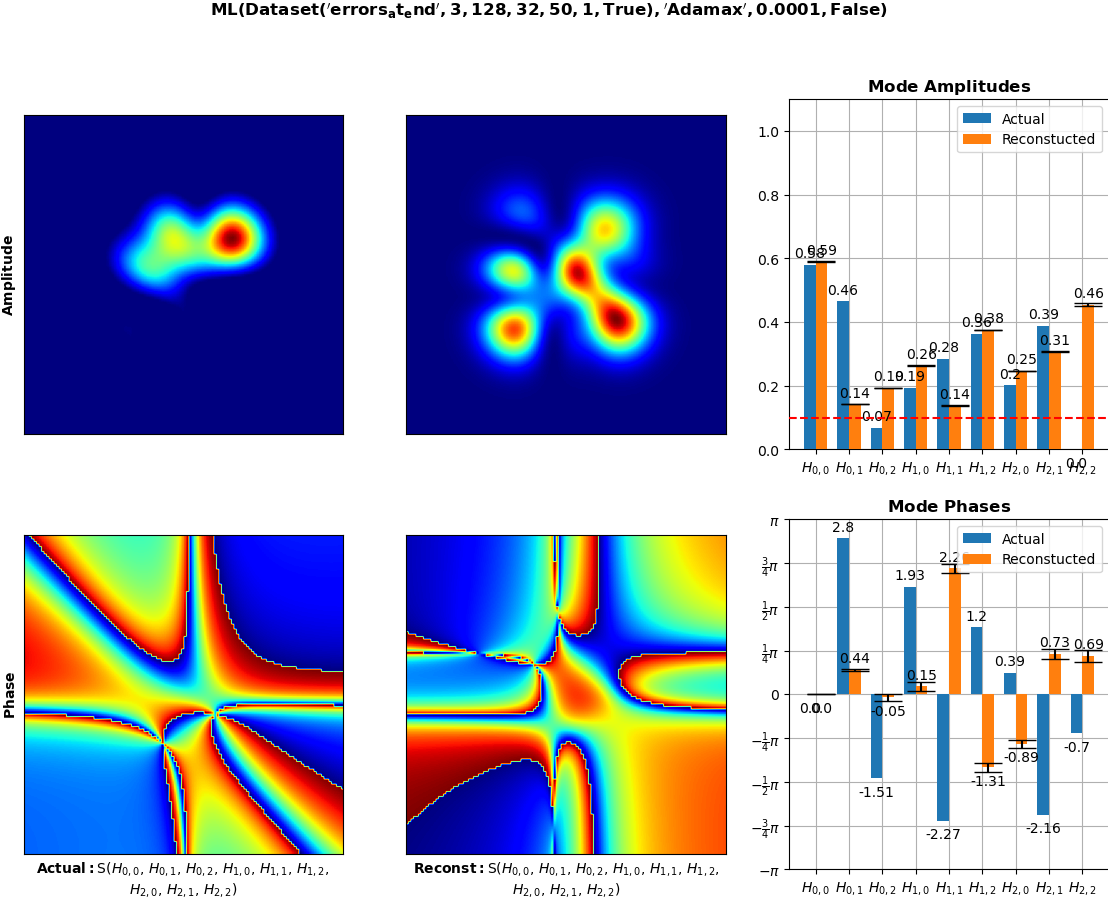 ML(Dataset('errors_at_end', 3, 128, 32, 50, 1, True), 'Adamax', 0.0001, False)
Amplitude
Mode Amplitudes
Actual
Reconstucted
1.0
0.8
0.6
0.4
0.2
0.0
0.58 0.59 0.46 0.14 0.07 0.19 0.19 0.26 0.28 0.14 0.36 0.38 0.2 0.25 0.39 0.31 0.0 0.46
H0,0 H0,1 H0,2 H1,0 H1,1 H1,2 H2,0 H2,1 H2,2
Phase
Mode Phases
Actual
Reconstucted
π
3/4π
1/2π
1/4π
0
−1/4π
−1/2π
−3/4π
−π
0.0 0.0 2.8 0.44 -1.51 -0.05 1.93 0.15 -2.27 1.2 -1.31 0.39 -0.89 -2.16 0.73 -0.7 0.69
H0,0 H0,1 H0,2 H1,0 H1,1 H1,2 H2,0 H2,1 H2,2
Actual: S(H0,0, H0,1, H0,2, H1,0, H1,1, H1,2,
H2,0, H2,1, H2,2)
Reconst: S(H0,0, H0,1, H0,2, H1,0, H1,1, H1,2,
H2,0, H2,1, H2,2)